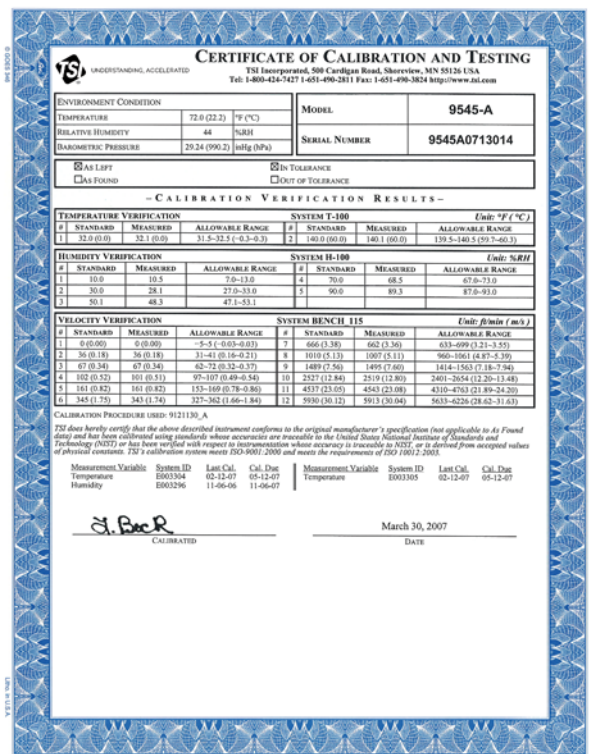 © GOES 346
TSI
UNDERSTANDING, ACCELERATED
CERTIFICATE OF CALIBRATION AND TESTING
TSI Incorporated, 500 Cardigan Road, Shoreview, MN 55126 USA
Tel: 1-800-424-7427 1-651-490-2811 Fax: 1-651-490-3824 http://www.tsi.com
ENVIRONMENT CONDITION
TEMPERATURE 72.0 (22.2) °F (°C)
RELATIVE HUMIDITY 44 %RH
BAROMETRIC PRESSURE 29.24 (990.2) inHg (hPa)
MODEL 9545-A
SERIAL NUMBER 9545A0713014
☒AS LEFT ☒IN TOLERANCE
☐AS FOUND ☐OUT OF TOLERANCE
– CALIBRATION VERIFICATION RESULTS –
TEMPERATURE VERIFICATION SYSTEM T-100 Unit: °F (°C)
# STANDARD MEASURED ALLOWABLE RANGE # STANDARD MEASURED ALLOWABLE RANGE
1 32.0 (0.0) 32.1 (0.0) 31.5~32.5 (-0.3~0.3) 2 140.0 (60.0) 140.1 (60.0) 139.5~140.5 (59.7~60.3)
HUMIDITY VERIFICATION SYSTEM H-100 Unit: %RH
# STANDARD MEASURED ALLOWABLE RANGE # STANDARD MEASURED ALLOWABLE RANGE
1 10.0 10.5 7.0~13.0 4 70.0 68.5 67.0~73.0
2 30.0 28.1 27.0~33.0 5 90.0 89.3 87.0~93.0
3 50.1 48.3 47.1~53.1
VELOCITY VERIFICATION SYSTEM BENCH_115 Unit: ft/min (m/s)
# STANDARD MEASURED ALLOWABLE RANGE # STANDARD MEASURED ALLOWABLE RANGE
1 0 (0.00) 0 (0.00) -5~5 (-0.03~0.03) 7 666 (3.38) 662 (3.36) 633~699 (3.21~3.55)
2 36 (0.18) 36 (0.18) 31~41 (0.16~0.21) 8 1010 (5.13) 1007 (5.11) 960~1061 (4.87~5.39)
3 67 (0.34) 67 (0.34) 62~72 (0.32~0.37) 9 1489 (7.56) 1495 (7.60) 1414~1563 (7.18~7.94)
4 102 (0.52) 101 (0.51) 97~107 (0.49~0.54) 10 2527 (12.84) 2519 (12.80) 2401~2654 (12.20~13.48)
5 161 (0.82) 161 (0.82) 153~169 (0.78~0.86) 11 4537 (23.05) 4543 (23.08) 4310~4763 (21.89~24.20)
6 345 (1.75) 343 (1.74) 327~362 (1.66~1.84) 12 5930 (30.12) 5913 (30.04) 5633~6226 (28.62~31.63)
CALIBRATION PROCEDURE USED: 9121130_A
TSI does hereby certify that the above described instrument conforms to the original manufacturer's specification (not applicable to As Found
data) and has been calibrated using standards whose accuracies are traceable to the United States National Institute of Standards and
Technology (NIST) or has been verified with respect to instrumentation whose accuracy is traceable to NIST, or is derived from accepted values
of physical constants. TSI's calibration system meets ISO-9001:2000 and meets the requirements of ISO 10012:2003.
Measurement Variable System ID Last Cal. Cal. Due Measurement Variable System ID Last Cal. Cal. Due
Temperature E003304 02-12-07 05-12-07 Temperature E003305 02-12-07 05-12-07
Humidity E003296 11-06-06 11-06-07
J. Beck
March 30, 2007
CALIBRATED DATE
Litho in U.S.A.